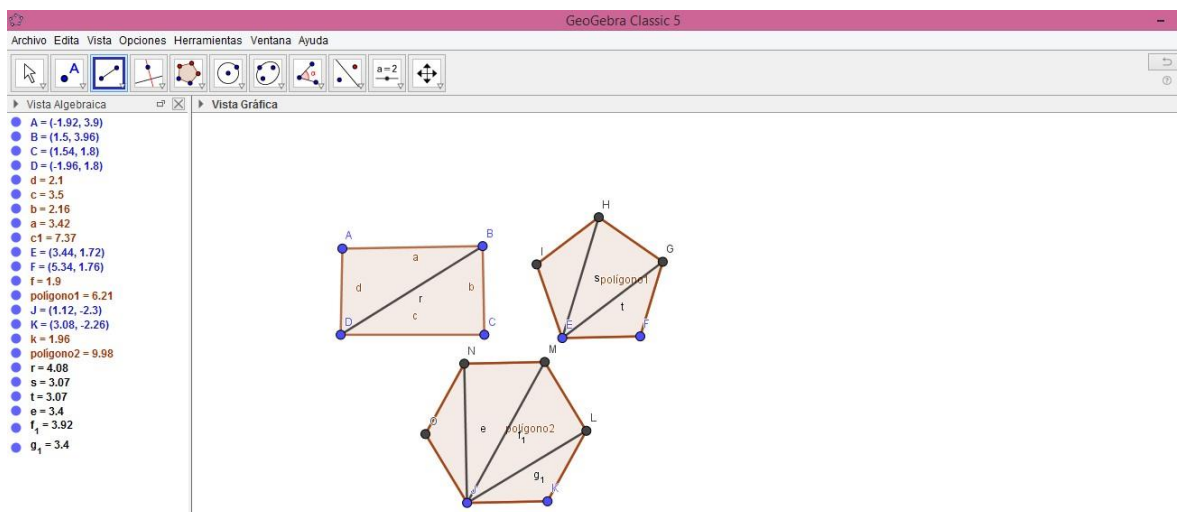 GeoGebra Classic 5
Archivo Edita Vista Opciones Herramientas Ventana Ayuda
A
a=2
Vista Algebraica
Vista Gráfica
A = (-1.92, 3.9)
B = (1.5, 3.96)
C = (1.54, 1.8)
D = (-1.96, 1.8)
d = 2.1
c = 3.5
b = 2.16
a = 3.42
c1 = 7.37
E = (3.44, 1.72)
F = (5.34, 1.76)
f = 1.9
polígono1 = 6.21
J = (1.12, -2.3)
K = (3.08, -2.26)
k = 1.96
polígono2 = 9.98
r = 4.08
s = 3.07
t = 3.07
e = 3.4
f₁ = 3.92
g₁ = 3.4
A
B
a
d
b
r
c
D
C
H
I
G
s
polígono1
t
E
F
N
M
O
L
e
polígono2
f₁
g₁
J
K